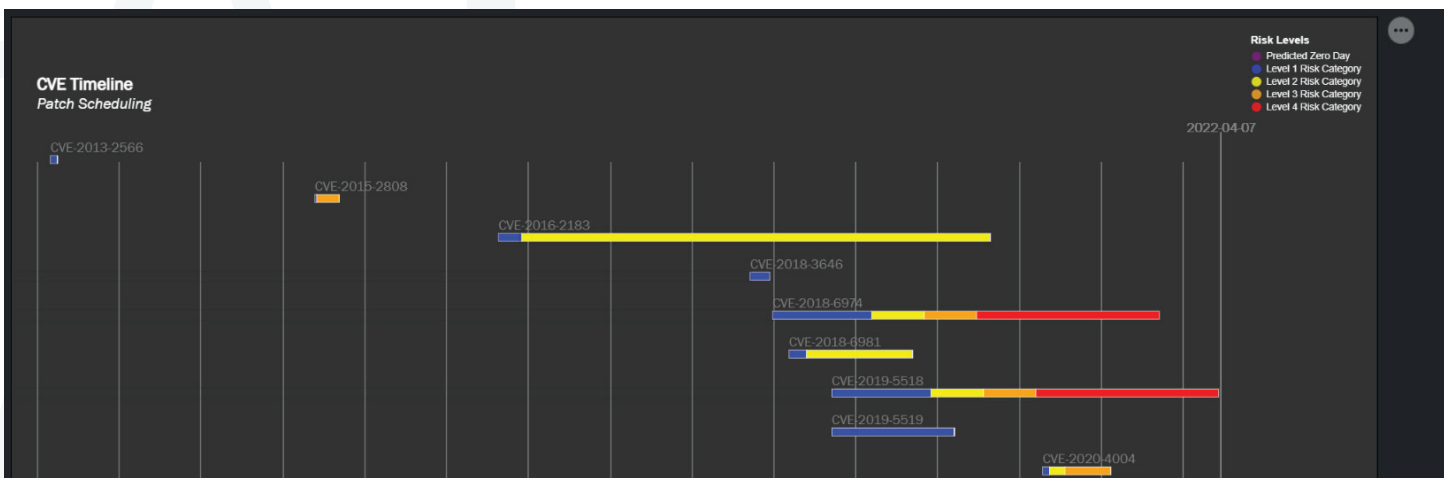 Risk Levels
Predicted Zero Day
Level 1 Risk Category
Level 2 Risk Category
Level 3 Risk Category
Level 4 Risk Category
CVE Timeline
Patch Scheduling
2022-04-07
CVE-2013-2566
CVE-2015-2808
CVE-2016-2183
CVE-2018-3646
CVE-2018-6974
CVE-2018-6981
CVE-2019-5518
CVE-2019-5519
CVE-2020-4004